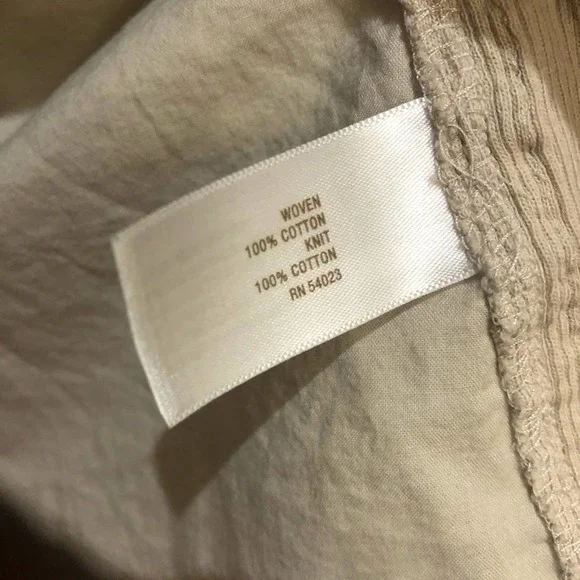 WOVEN
100% COTTON
KNIT
100% COTTON
RN 54023